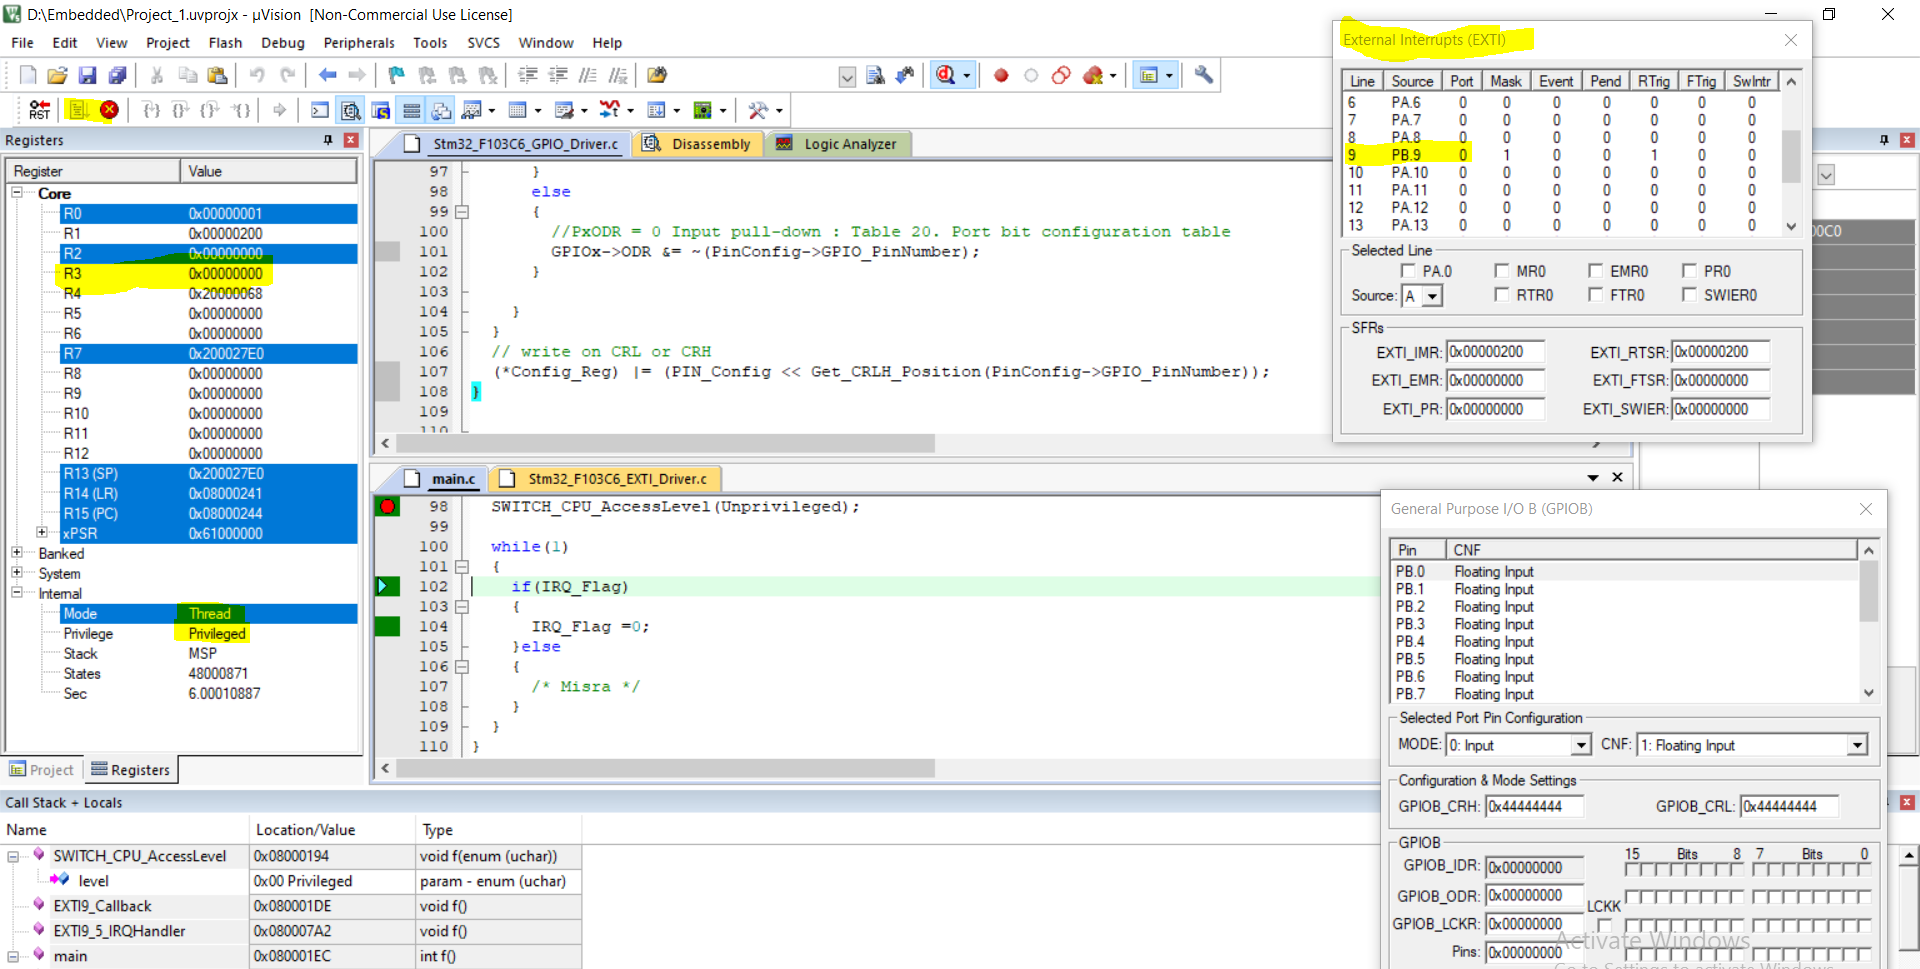 D:\Embedded\Project_1.uvprojx - µVision  [Non-Commercial Use License]
File Edit View Project Flash Debug Peripherals Tools SVCS Window Help
RST
Registers
Register Value
Core
R0 0x00000001
R1 0x00000200
R2 0x00000000
R3 0x00000000
R4 0x20000068
R5 0x00000000
R6 0x00000000
R7 0x200027E0
R8 0x00000000
R9 0x00000000
R10 0x00000000
R11 0x00000000
R12 0x00000000
R13 (SP) 0x200027E0
R14 (LR) 0x08000241
R15 (PC) 0x08000244
xPSR 0x61000000
Banked
System
Internal
Mode Thread
Privilege Privileged
Stack MSP
States 48000871
Sec 6.00010887
Project Registers
Stm32_F103C6_GPIO_Driver.c Disassembly Logic Analyzer
97 }
98 else
99 {
100 //PxODR = 0 Input pull-down : Table 20. Port bit configuration table
101 GPIOx->ODR &= ~(PinConfig->GPIO_PinNumber);
102 }
103
104 }
105 }
106 // write on CRL or CRH
107 (*Config_Reg) |= (PIN_Config << Get_CRLH_Position(PinConfig->GPIO_PinNumber));
108 }
109
110
main.c Stm32_F103C6_EXTI_Driver.c
98 SWITCH_CPU_AccessLevel(Unprivileged);
99
100 while(1)
101 {
102 if(IRQ_Flag)
103 {
104 IRQ_Flag =0;
105 }else
106 {
107 /* Misra */
108 }
109 }
110 }
External Interrupts (EXTI)
Line Source Port Mask Event Pend RTrig FTrig SwIntr
6 PA.6 0 0 0 0 0 0 0
7 PA.7 0 0 0 0 0 0 0
8 PA.8 0 0 0 0 0 0 0
9 PB.9 0 1 0 0 1 0 0
10 PA.10 0 0 0 0 0 0 0
11 PA.11 0 0 0 0 0 0 0
12 PA.12 0 0 0 0 0 0 0
13 PA.13 0 0 0 0 0 0 0
Selected Line
PA.0 MR0 EMR0 PR0
Source: A RTR0 FTR0 SWIER0
SFRs
EXTI_IMR: 0x00000200 EXTI_RTSR: 0x00000200
EXTI_EMR: 0x00000000 EXTI_FTSR: 0x00000000
EXTI_PR: 0x00000000 EXTI_SWIER: 0x00000000
General Purpose I/O B (GPIOB)
Pin CNF
PB.0 Floating Input
PB.1 Floating Input
PB.2 Floating Input
PB.3 Floating Input
PB.4 Floating Input
PB.5 Floating Input
PB.6 Floating Input
PB.7 Floating Input
Selected Port Pin Configuration
MODE: 0: Input CNF: 1: Floating Input
Configuration & Mode Settings
GPIOB_CRH: 0x44444444 GPIOB_CRL: 0x44444444
GPIOB
15 Bits 8 7 Bits 0
GPIOB_IDR: 0x00000000
GPIOB_ODR: 0x00000000
LCKK
GPIOB_LCKR: 0x00000000
Pins: 0x00000000
Activate Windows
Call Stack + Locals
Name Location/Value Type
SWITCH_CPU_AccessLevel 0x08000194 void f(enum (uchar))
level 0x00 Privileged param - enum (uchar)
EXTI9_Callback 0x080001DE void f()
EXTI9_5_IRQHandler 0x080007A2 void f()
main 0x080001EC int f()